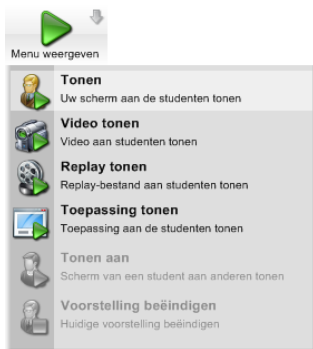 Menu weergeven
Tonen
Uw scherm aan de studenten tonen
Video tonen
Video aan studenten tonen
Replay tonen
Replay-bestand aan studenten tonen
Toepassing tonen
Toepassing aan de studenten tonen
Tonen aan
Scherm van een student aan anderen tonen
Voorstelling beëindigen
Huidige voorstelling beëindigen